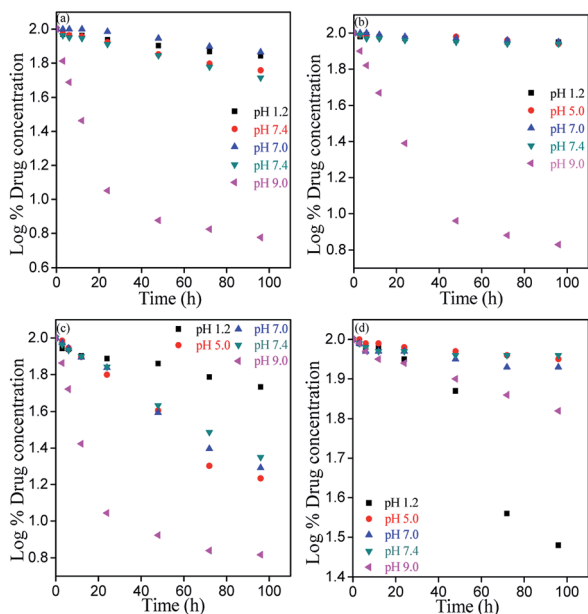 (a)
2.0
1.8
1.6
1.4
1.2
1.0
0.8
0.6
Log % Drug concentration
pH 1.2
pH 7.4
pH 7.0
pH 7.4
pH 9.0
0 20 40 60 80 100
Time (h)
(b)
2.0
1.8
1.6
1.4
1.2
1.0
0.8
Log % Drug concentration
pH 1.2
pH 5.0
pH 7.0
pH 7.4
pH 9.0
0 20 40 60 80 100
Time (h)
(c)
2.0
1.8
1.6
1.4
1.2
1.0
0.8
Log % Drug concentration
pH 1.2 pH 7.0
pH 5.0 pH 7.4
pH 9.0
0 20 40 60 80 100
Time (h)
(d)
2.0
1.9
1.8
1.7
1.6
1.5
1.4
Log % Drug concentration
pH 1.2
pH 5.0
pH 7.0
pH 7.4
pH 9.0
0 20 40 60 80 100
Time (h)